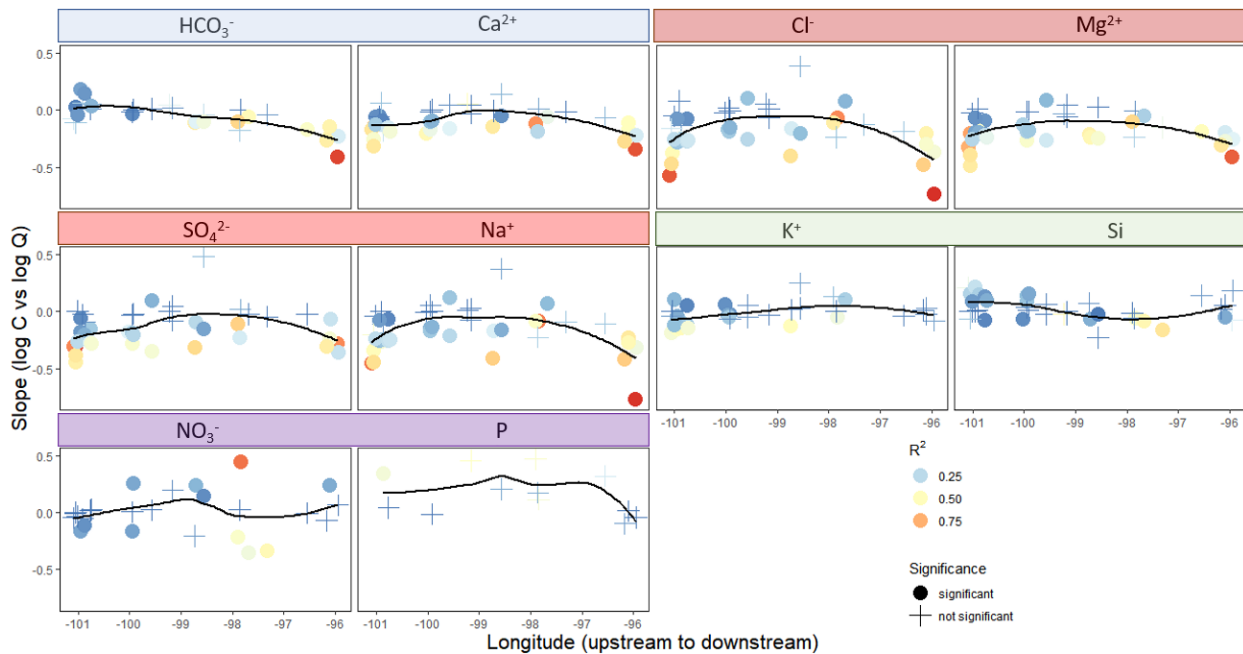 HCO₃⁻ Ca²⁺ Cl⁻ Mg²⁺
0.5
0.0
-0.5
SO₄²⁻ Na⁺ K⁺ Si
0.5
0.0
-0.5
Slope (log C vs log Q)
-101 -100 -99 -98 -97 -96 -101 -100 -99 -98 -97 -96
NO₃⁻ P
0.5
0.0
-0.5
-101 -100 -99 -98 -97 -96 -101 -100 -99 -98 -97 -96
Longitude (upstream to downstream)
R²
0.25
0.50
0.75
Significance
significant
not significant